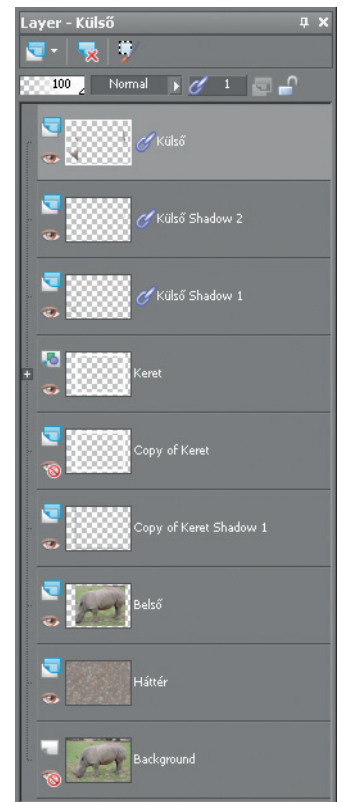 Layer - Külső
100 Normal 1
Külső
Külső Shadow 2
Külső Shadow 1
Keret
Copy of Keret
Copy of Keret Shadow 1
Belső
Háttér
Background